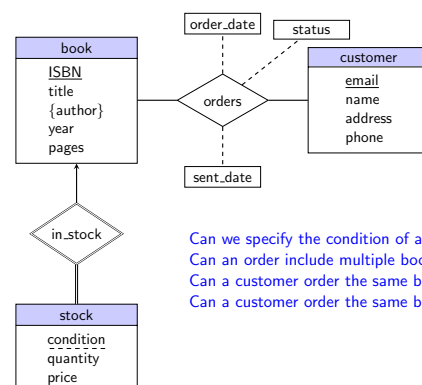 order_date
status
book
ISBN
title
{author}
year
pages
orders
customer
email
name
address
phone
sent_date
in_stock
Can we specify the condition of a
Can an order include multiple
Can a customer order the same
Can a customer order the same
stock
condition
quantity
price